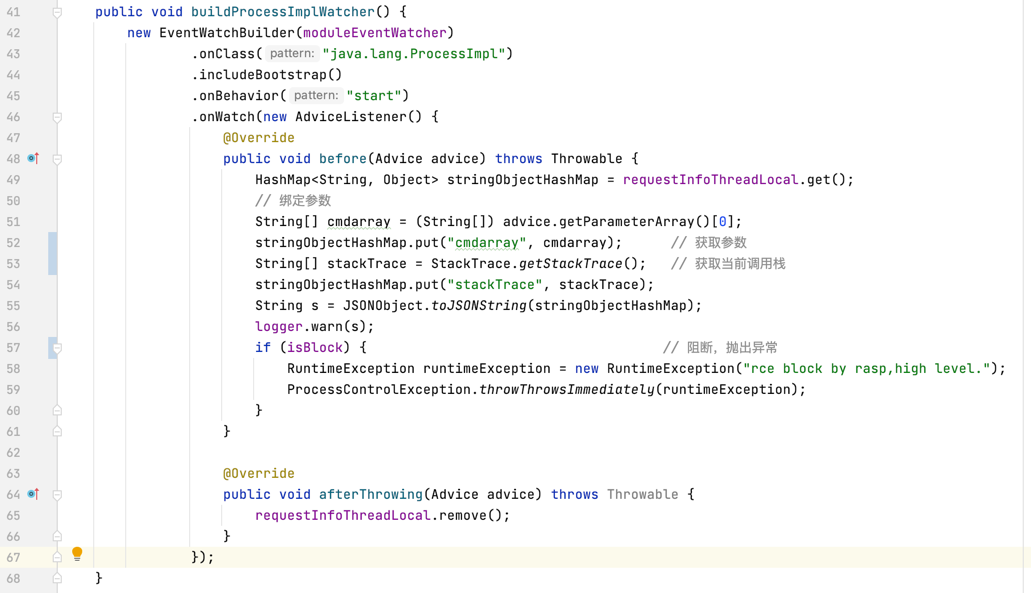 41 public void buildProcessImplWatcher() {
42 new EventWatchBuilder(moduleEventWatcher)
43 .onClass( pattern: "java.lang.ProcessImpl")
44 .includeBootstrap()
45 .onBehavior( pattern: "start")
46 .onWatch(new AdviceListener() {
47 @Override
48 public void before(Advice advice) throws Throwable {
49 HashMap<String, Object> stringObjectHashMap = requestInfoThreadLocal.get();
50 // 绑定参数
51 String[] cmdarray = (String[]) advice.getParameterArray()[0];
52 stringObjectHashMap.put("cmdarray", cmdarray); // 获取参数
53 String[] stackTrace = StackTrace.getStackTrace(); // 获取当前调用栈
54 stringObjectHashMap.put("stackTrace", stackTrace);
55 String s = JSONObject.toJSONString(stringObjectHashMap);
56 logger.warn(s);
57 if (isBlock) { // 阻断，抛出异常
58 RuntimeException runtimeException = new RuntimeException("rce block by rasp,high level.");
59 ProcessControlException.throwThrowsImmediately(runtimeException);
60 }
61 }
62
63 @Override
64 public void afterThrowing(Advice advice) throws Throwable {
65 requestInfoThreadLocal.remove();
66 }
67 });
68 }